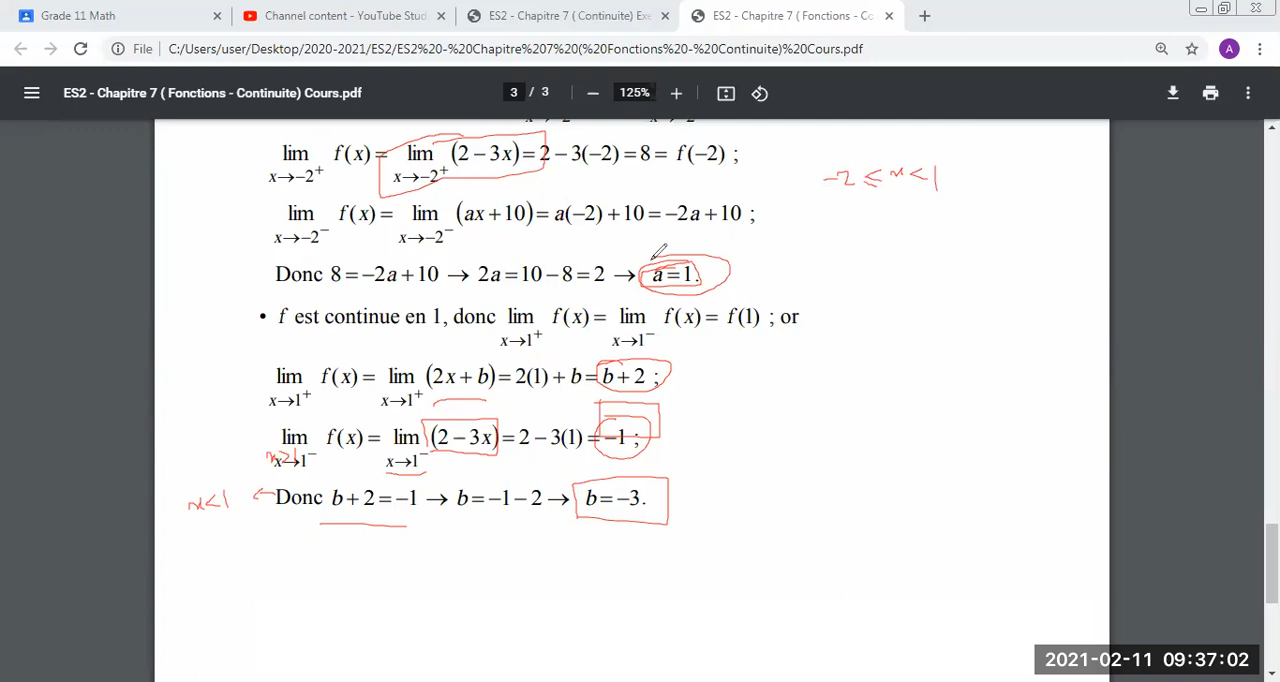 11 Grade 11 Math
Channel content - YouTube Stud
ES2 - Chapitre 7 ( Continuite) Exe
ES2 - Chapitre 7 ( Fonctions - Co
File C:/Users/user/Desktop/2020-2021/ES2/ES2%20-%20Chapitre%207%20(%20Fonctions%20-%20Continuite)%20Cours.pdf
A
ES2 - Chapitre 7 ( Fonctions - Continuite) Cours.pdf
3 / 3
125%
lim x→−2⁺ f(x) = lim x→−2⁺ (2 − 3x) = 2 − 3(−2) = 8 = f(−2) ;
−2 ≤ x < 1
lim x→−2⁻ f(x) = lim x→−2⁻ (ax + 10) = a(−2) + 10 = −2a + 10 ;
Donc 8 = −2a + 10 → 2a = 10 − 8 = 2 → a = 1.
• f est continue en 1, donc lim x→1⁺ f(x) = lim x→1⁻ f(x) = f(1) ; or
lim x→1⁺ f(x) = lim x→1⁺ (2x + b) = 2(1) + b = b + 2 ;
lim x→1⁻ f(x) = lim x→1⁻ (2 − 3x) = 2 − 3(1) = −1 ;
x<1 ← Donc b + 2 = −1 → b = −1 − 2 → b = −3.
2021-02-11 09:37:02